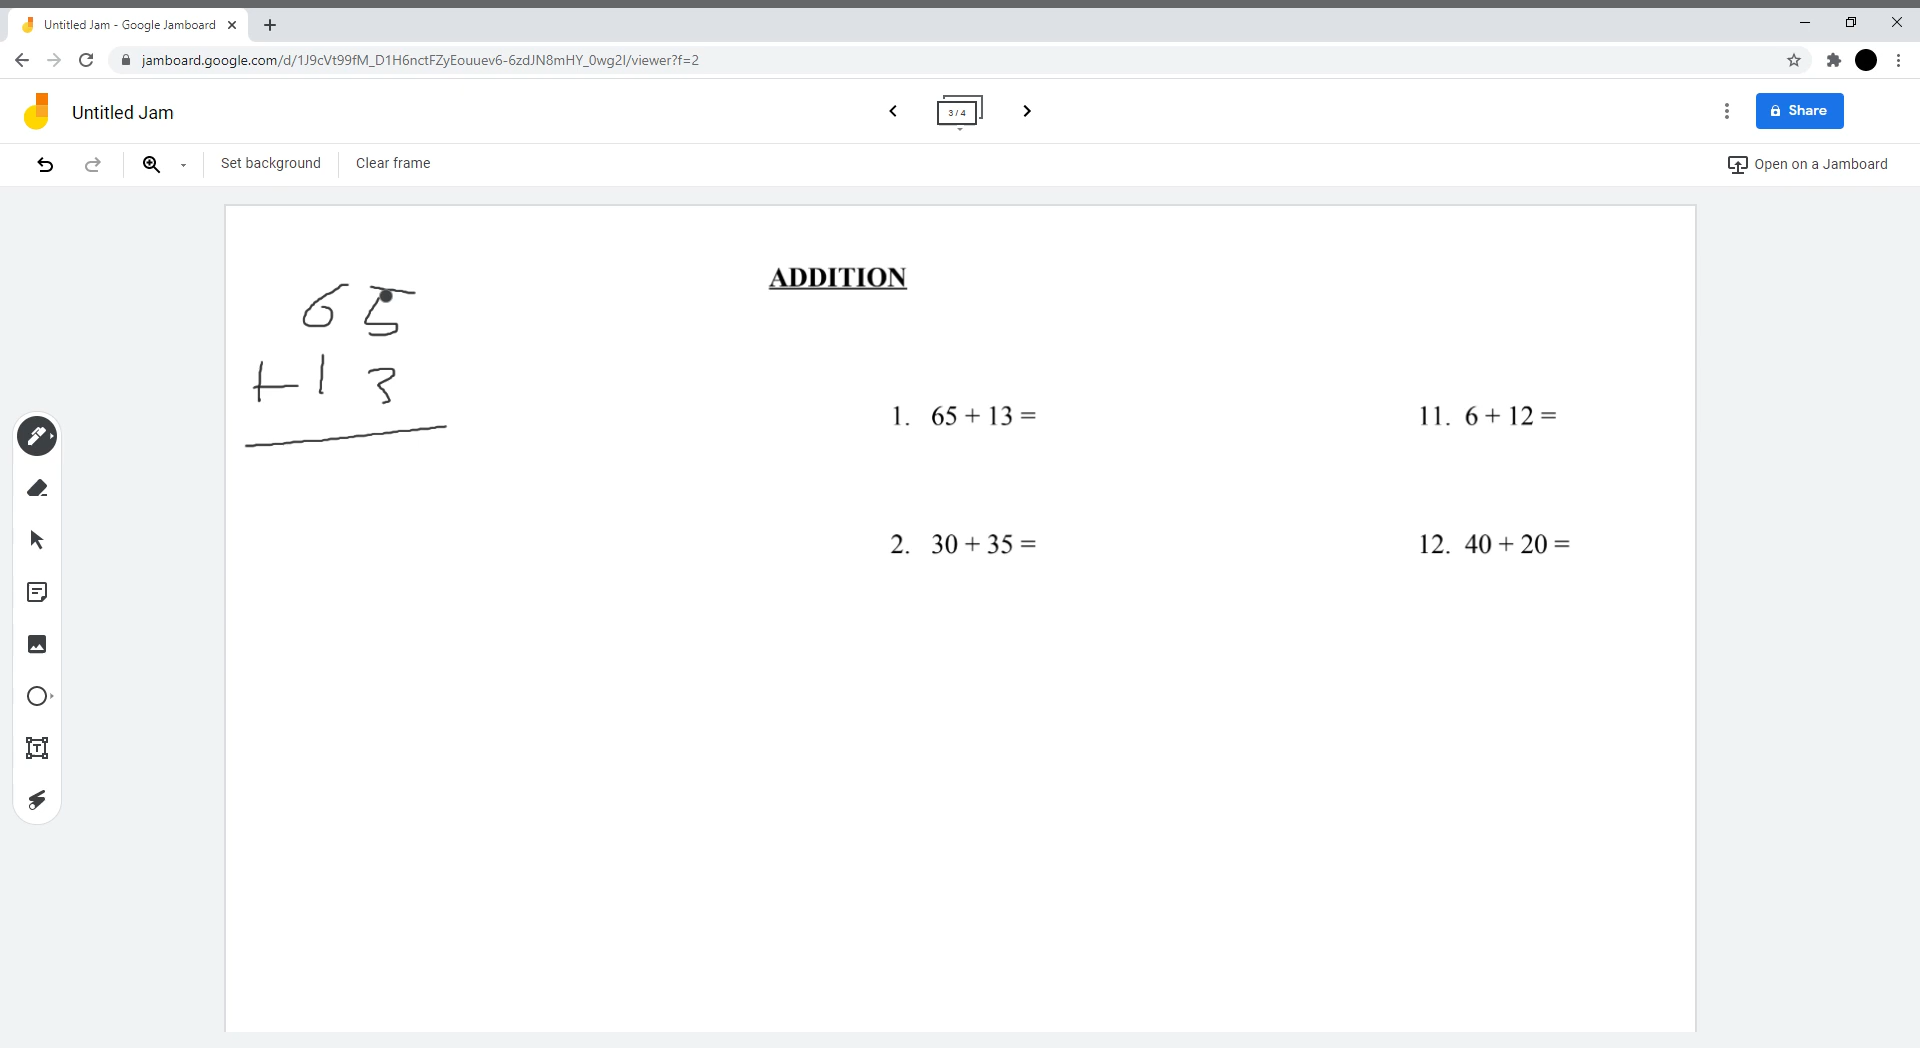 Untitled Jam - Google Jamboard
jamboard.google.com/d/1J9cVt99fM_D1H6nctFZyEouuev6-6zdJN8mHY_0wg2I/viewer?f=2
Untitled Jam
3 / 4
Share
Set background
Clear frame
Open on a Jamboard
65
+13
ADDITION
1. 65 + 13 =
11. 6 + 12 =
2. 30 + 35 =
12. 40 + 20 =